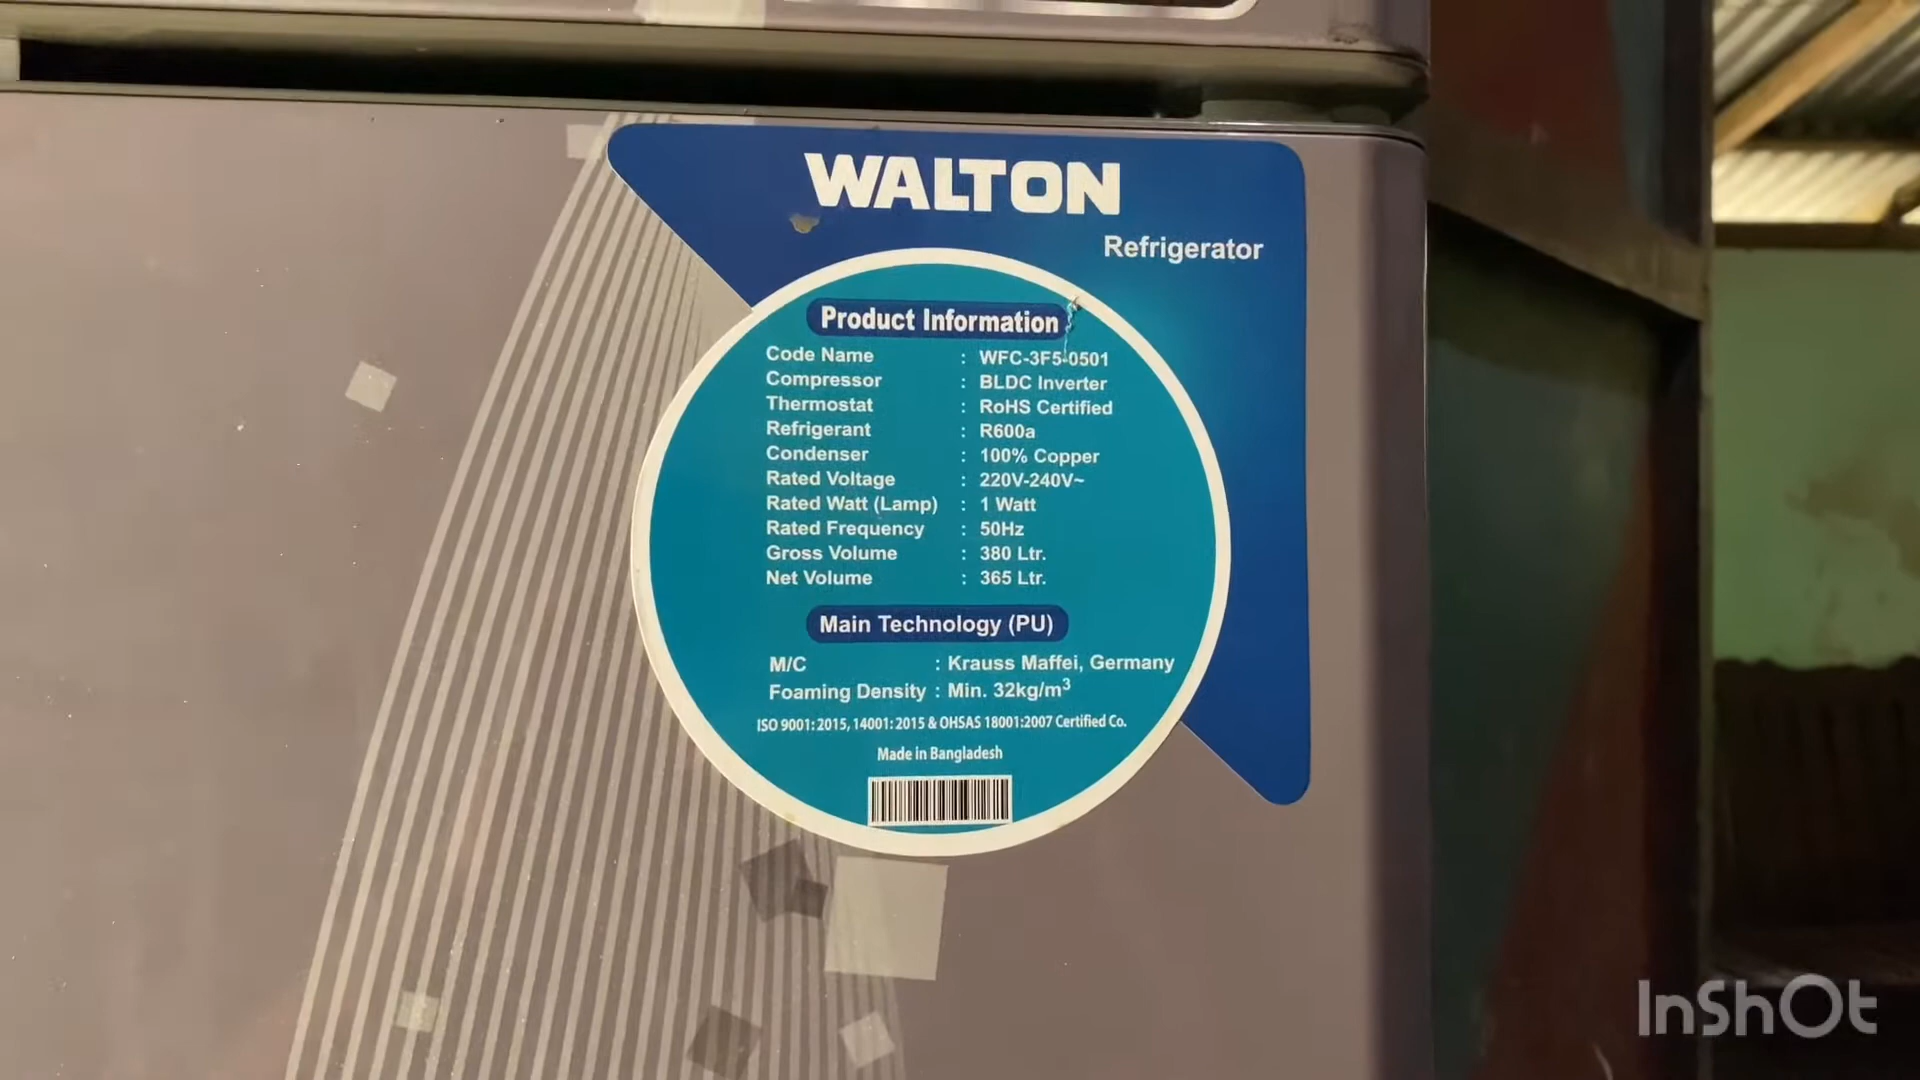 WALTON
Refrigerator
Product Information
Code Name : WFC-3F5-0501
Compressor : BLDC Inverter
Thermostat : RoHS Certified
Refrigerant : R600a
Condenser : 100% Copper
Rated Voltage : 220V-240V~
Rated Watt (Lamp) : 1 Watt
Rated Frequency : 50Hz
Gross Volume : 380 Ltr.
Net Volume : 365 Ltr.
Main Technology (PU)
M/C : Krauss Maffei, Germany
Foaming Density : Min. 32kg/m³
ISO 9001: 2015, 14001: 2015 & OHSAS 18001:2007 Certified Co.
Made in Bangladesh
InShOt